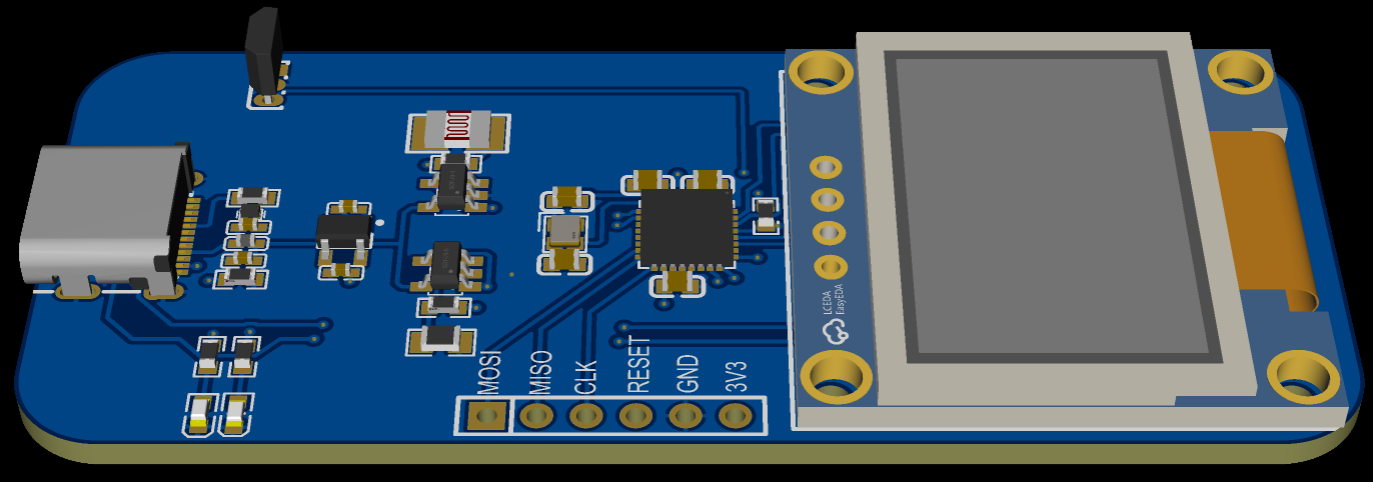 LCEDA
EasyEDA
MOSI
MISO
CLK
RESET
GND
3V3